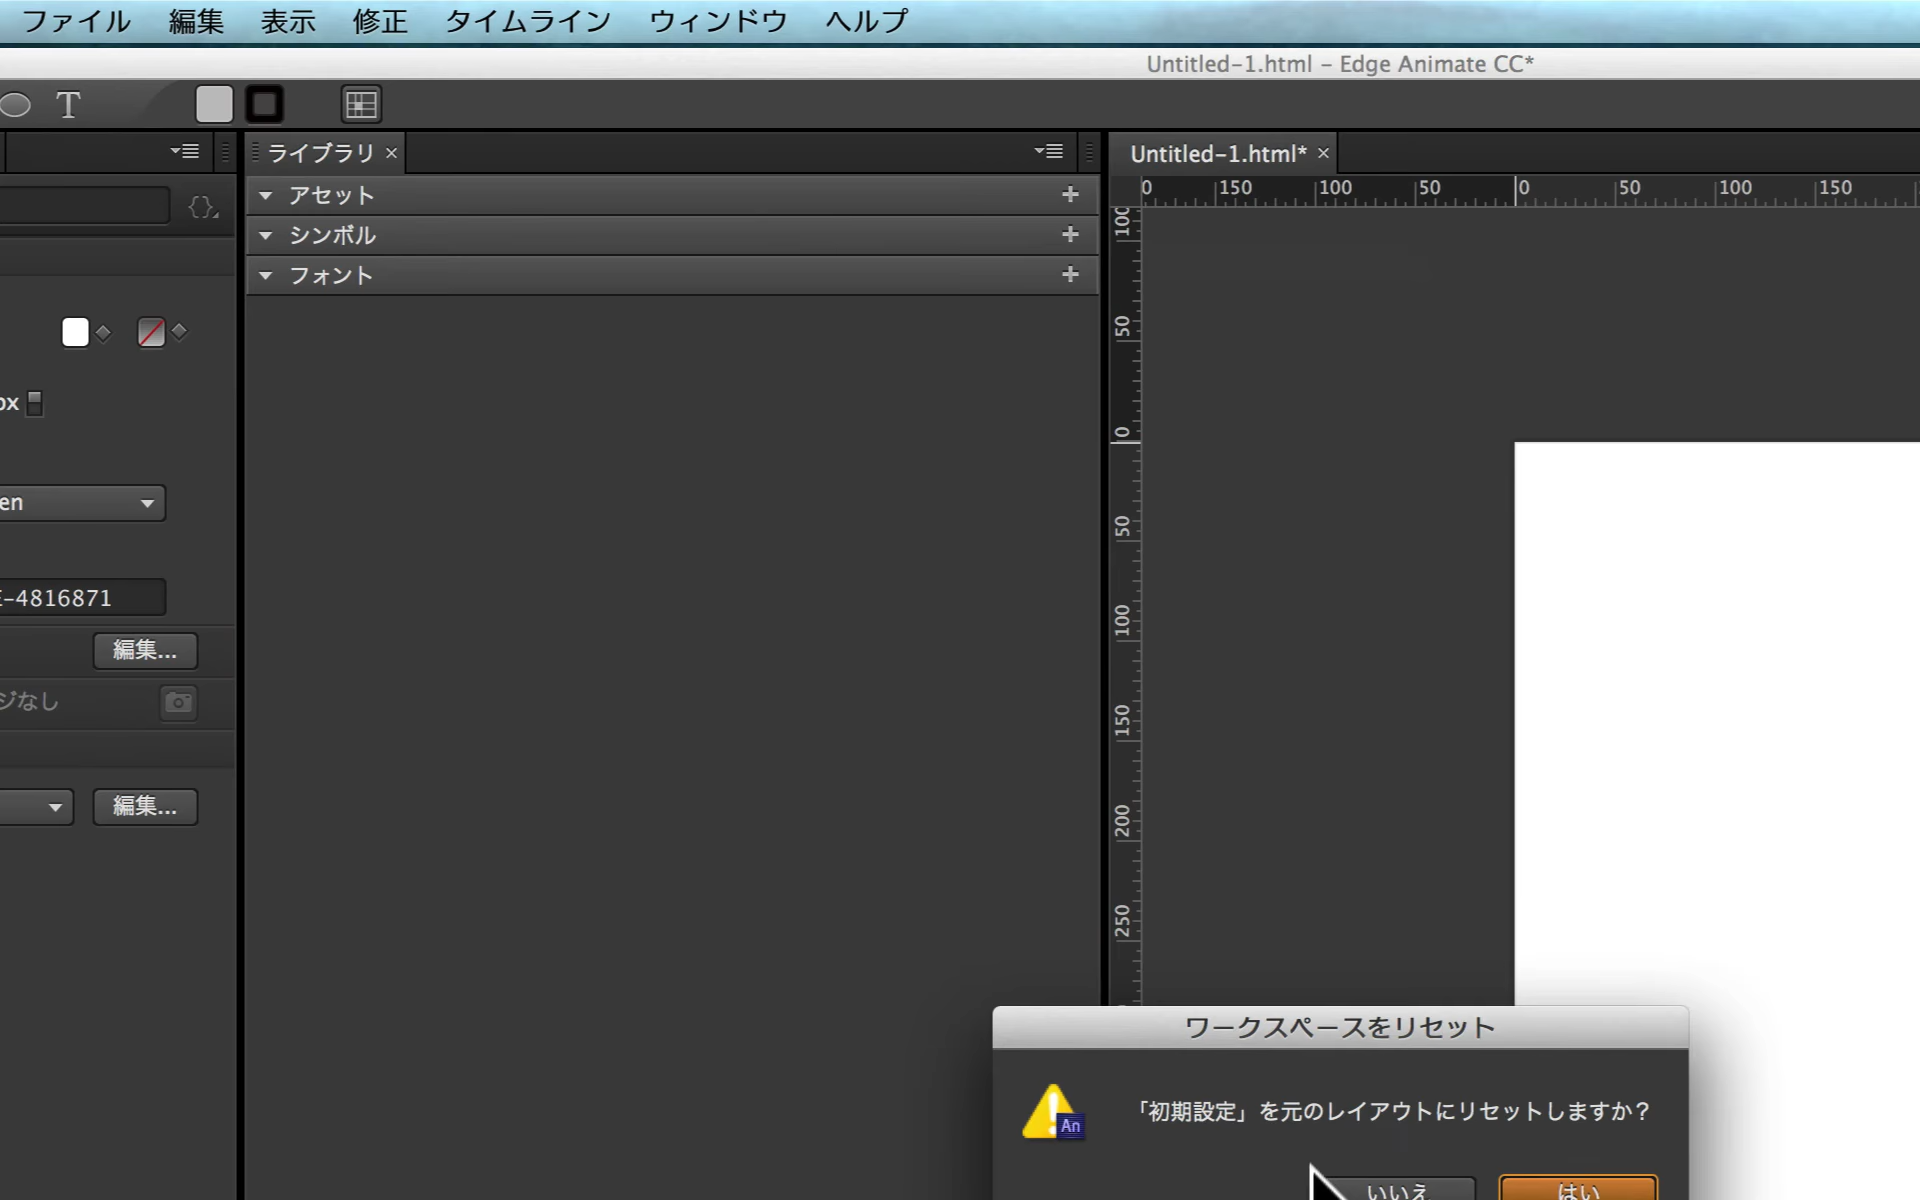 ファイル 編集 表示 修正 タイムライン ウィンドウ ヘルプ
Untitled-1.html - Edge Animate CC*
T
ライブラリ × Untitled-1.html* ×
アセット
シンボル
フォント
0 150 100 50 0 50 100 150
100
50
0
50
100
150
200
250
px
en
-4816871
編集...
ジなし
編集...
ワークスペースをリセット
「初期設定」を元のレイアウトにリセットしますか？
An
いいえ はい